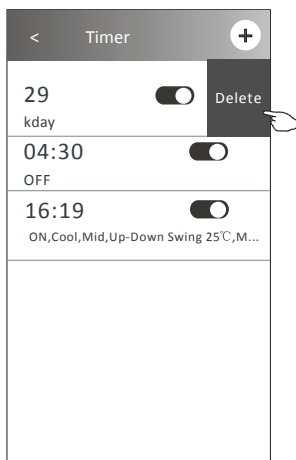 < Timer +
29
kday
Delete
04:30
OFF
16:19
ON,Cool,Mid,Up-Down Swing 25℃,M...